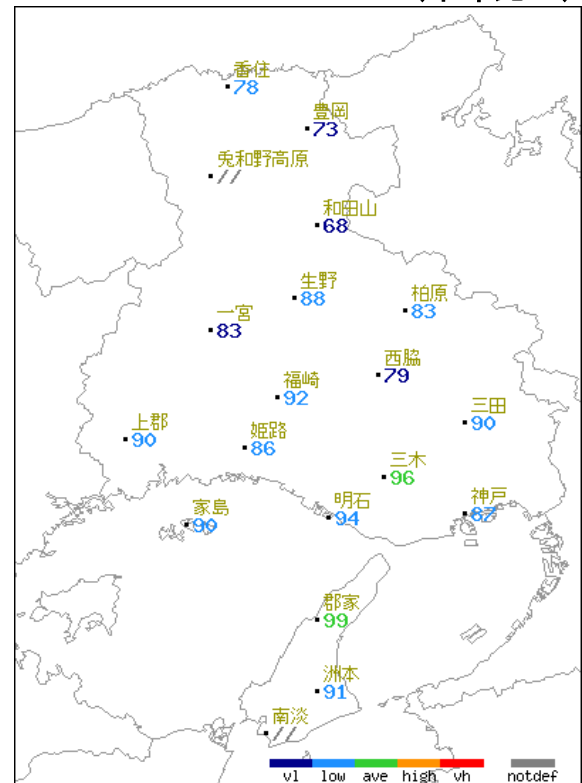 香住
78
豊岡
73
兎和野高原
//
和田山
68
生野
88
柏原
83
一宮
83
西脇
79
福崎
92
三田
90
上郡
90
姫路
86
三木
96
家島
90
明石
94
神戸
87
郡家
99
洲本
91
南淡
//
vl low ave high vh notdef